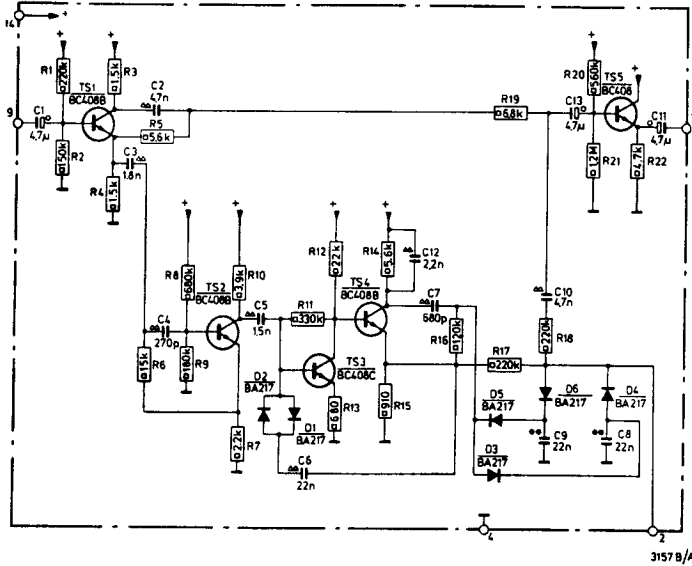 14 +
+ + + +
R1 220k
1,5k R3
TS1
BC408B
C2
4,7n
9 C1
4,7µ
R5
5,6k
R2 150k
C3
1,8n
R4 1,5k
R19
6,8k
R20 560k
TS5
BC408
C13
4,7µ
C11
4,7µ
1,2M R21
4,7k R22
+ + + +
R8 680k
3,9k R10
TS2
BC408B
C5
1,5n
R12 22k
R14 5,6k
C12
2,2n
TS4
BC408B
R11
330k
C7
680p
C10
4,7n
220k
R18
C4
270p
R6 15k
180k R9
120k
R16
TS3
BC408C
R17
220k
D2
BA217
680 R13
910 R15
D5
BA217
D6
BA217
D4
BA217
2,2k
R7
D1
BA217
C6
22n
C9
22n
C8
22n
D3
BA217
4
2
3157 B/A